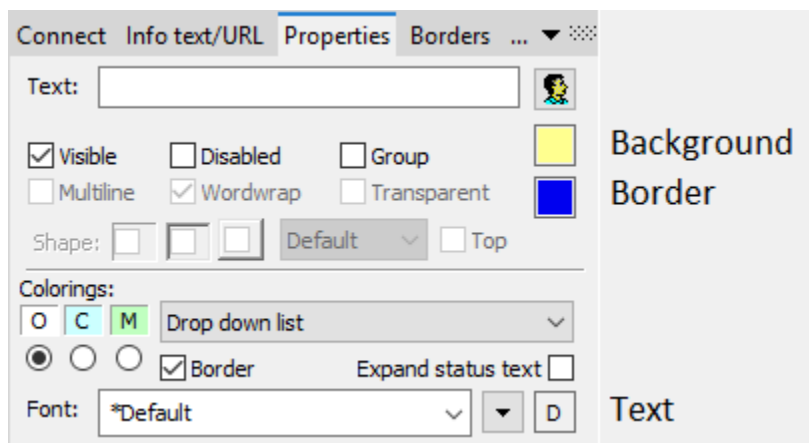 Connect Info text/URL Properties Borders ...
Text:
Background
Visible Disabled Group
Border
Multiline Wordwrap Transparent
Shape: Default Top
Colorings:
O C M Drop down list
Border Expand status text
Font: *Default D Text